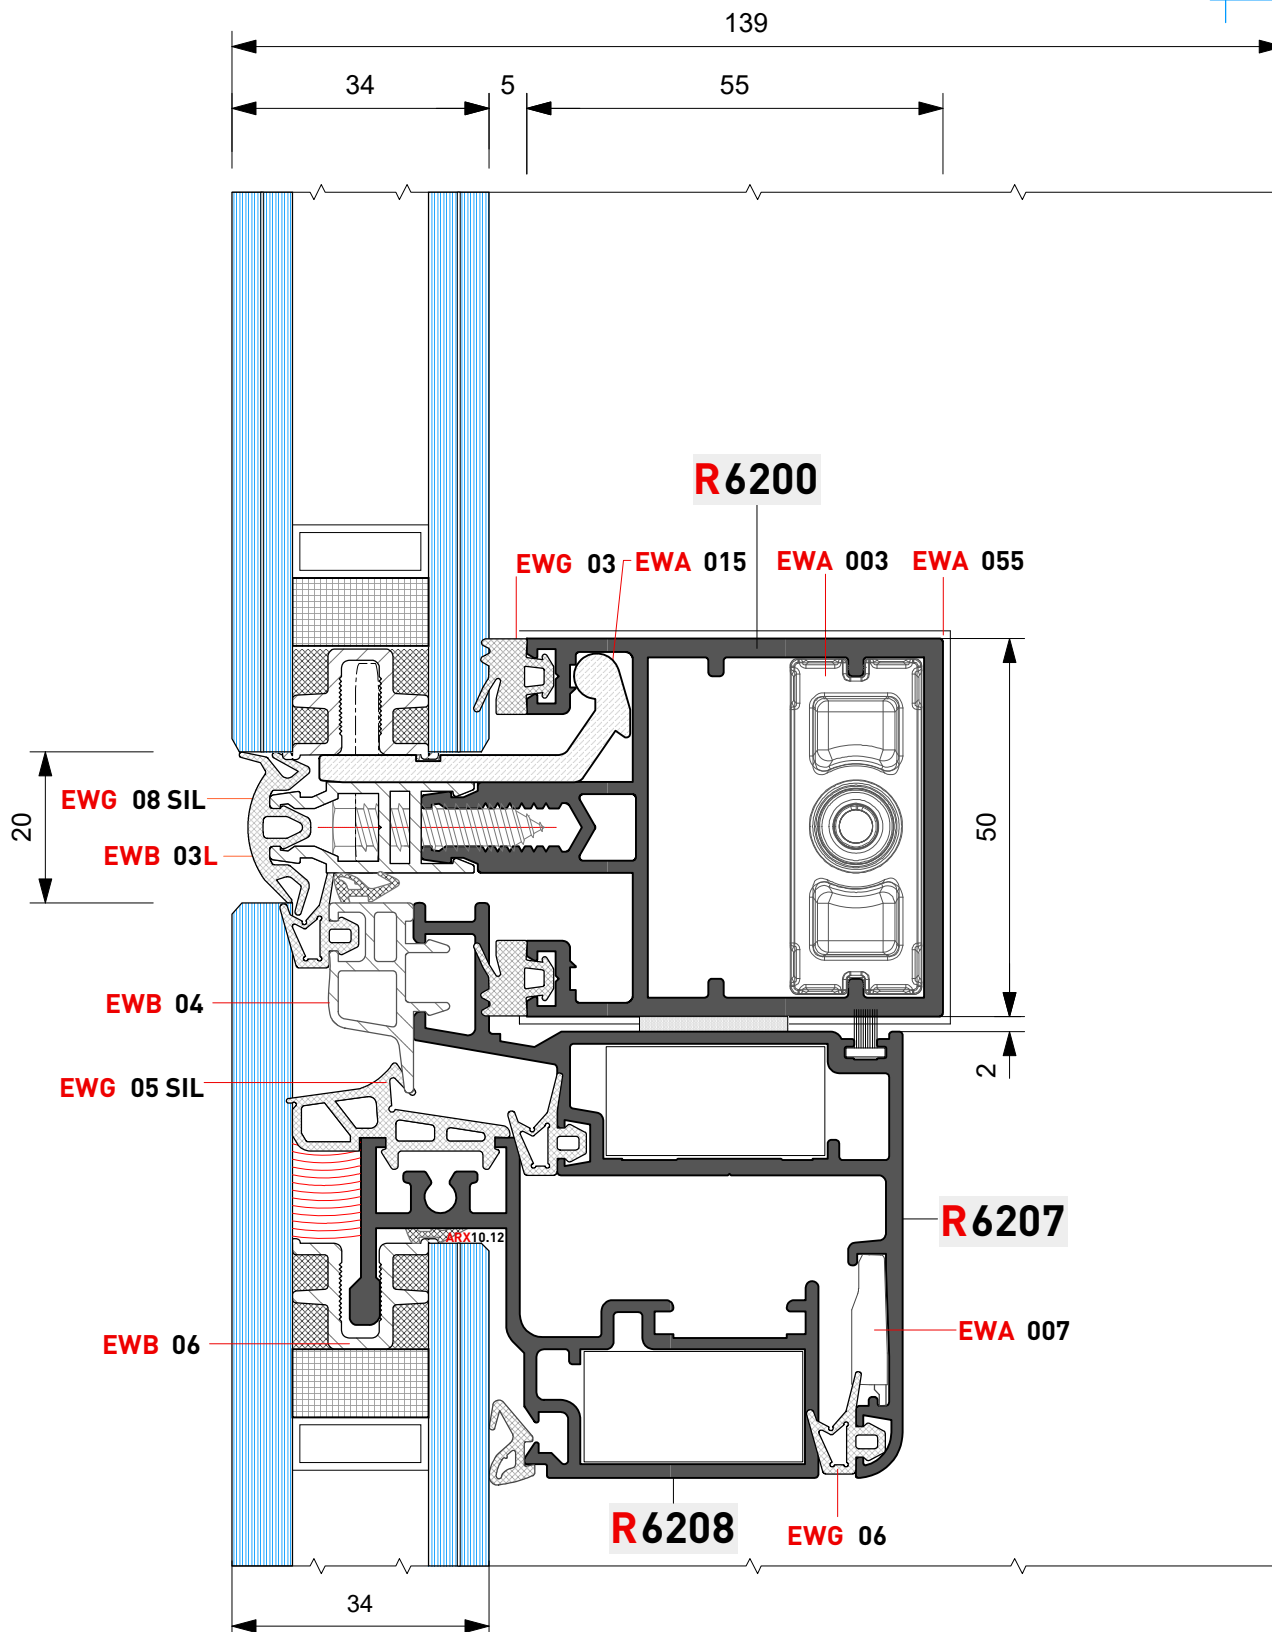 139
34 5 55
R6200
EWG 03 EWA 015 EWA 003 EWA 055
EWG 08 SIL
20
50
EWB 03L
EWB 04
EWG 05 SIL
2
R6207
ARX10.12
EWB 06
EWA 007
R6208
EWG 06
34